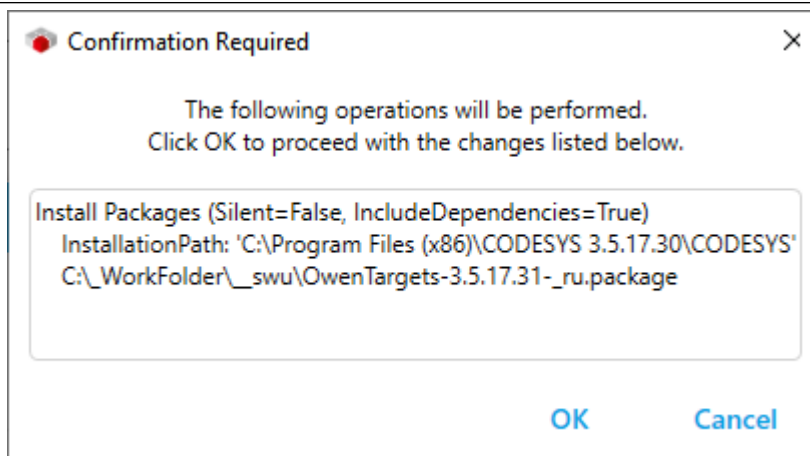 Confirmation Required
The following operations will be performed.
Click OK to proceed with the changes listed below.
Install Packages (Silent=False, IncludeDependencies=True)
InstallationPath: 'C:\Program Files (x86)\CODESYS 3.5.17.30\CODESYS'
C:\_WorkFolder\__swu\OwenTargets-3.5.17.31-_ru.package
OK Cancel